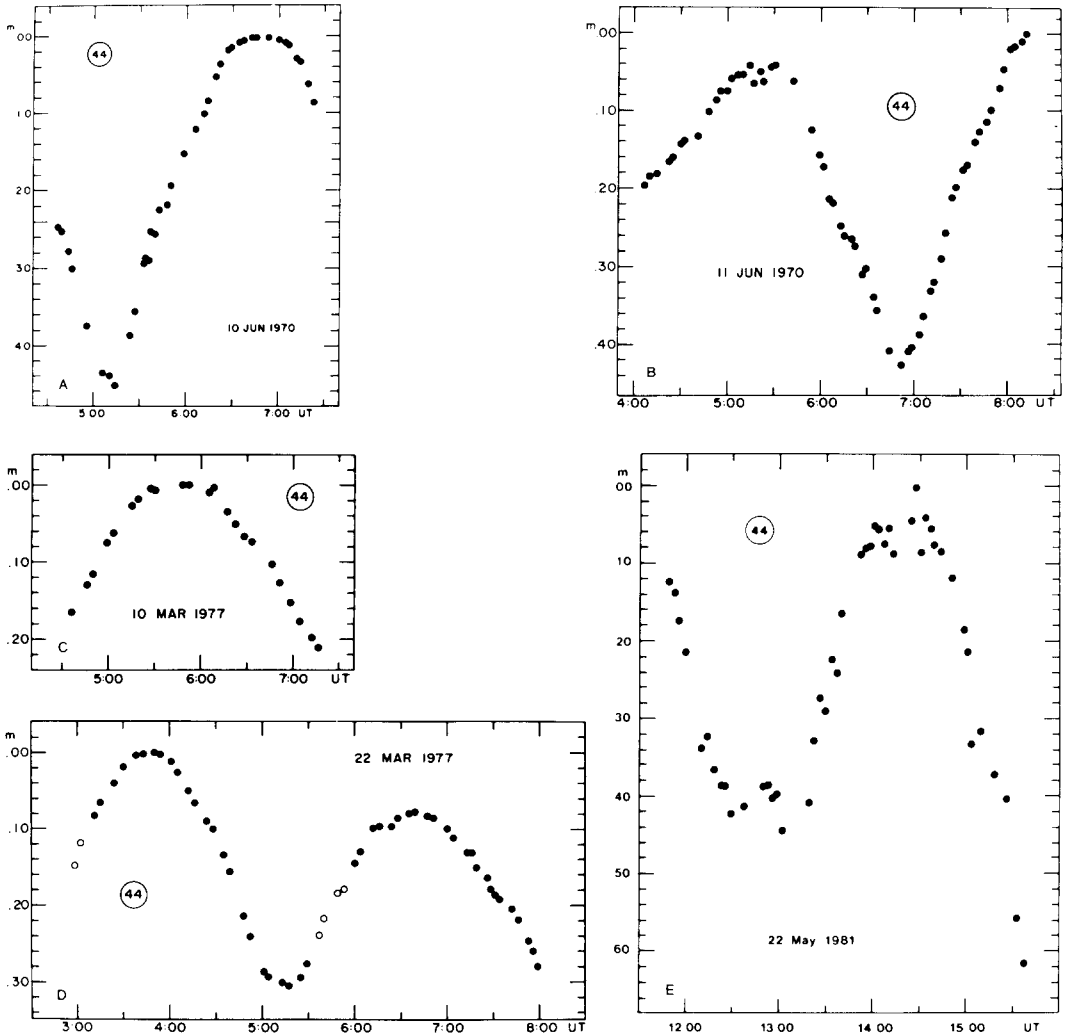 m
.00
.10
.20
.30
.40
44
10 JUN 1970
A
5:00 6:00 7:00 UT
m
.00
.10
.20
.30
.40
44
11 JUN 1970
B
4:00 5:00 6:00 7:00 8:00 UT
m
.00
.10
.20
44
10 MAR 1977
C
5:00 6:00 7:00 UT
m
.00
.10
.20
.30
22 MAR 1977
44
D
3:00 4:00 5:00 6:00 7:00 8:00 UT
m
00
10
20
30
40
50
60
44
22 May 1981
E
12:00 13:00 14:00 15:00 UT